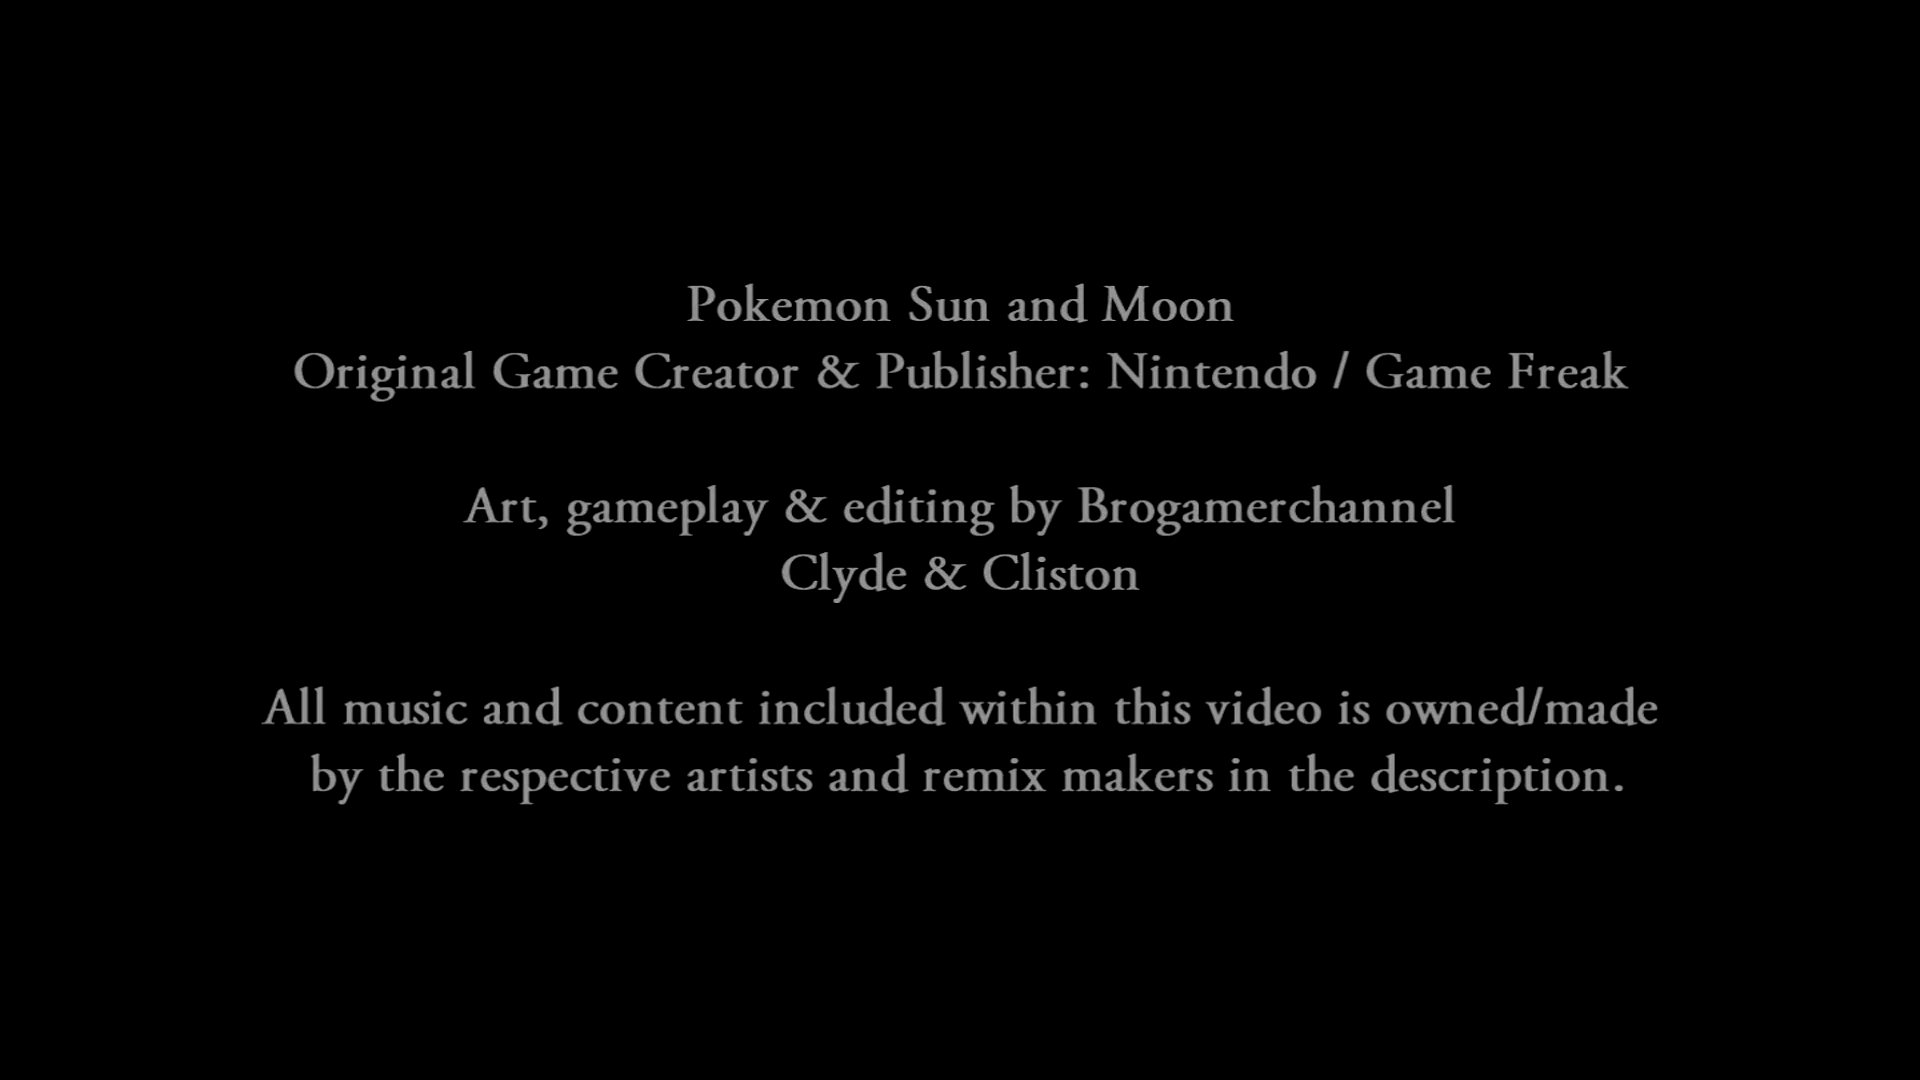 Pokemon Sun and Moon
Original Game Creator & Publisher: Nintendo / Game Freak
Art, gameplay & editing by Brogamerchannel
Clyde & Cliston
All music and content included within this video is owned/made
by the respective artists and remix makers in the description.